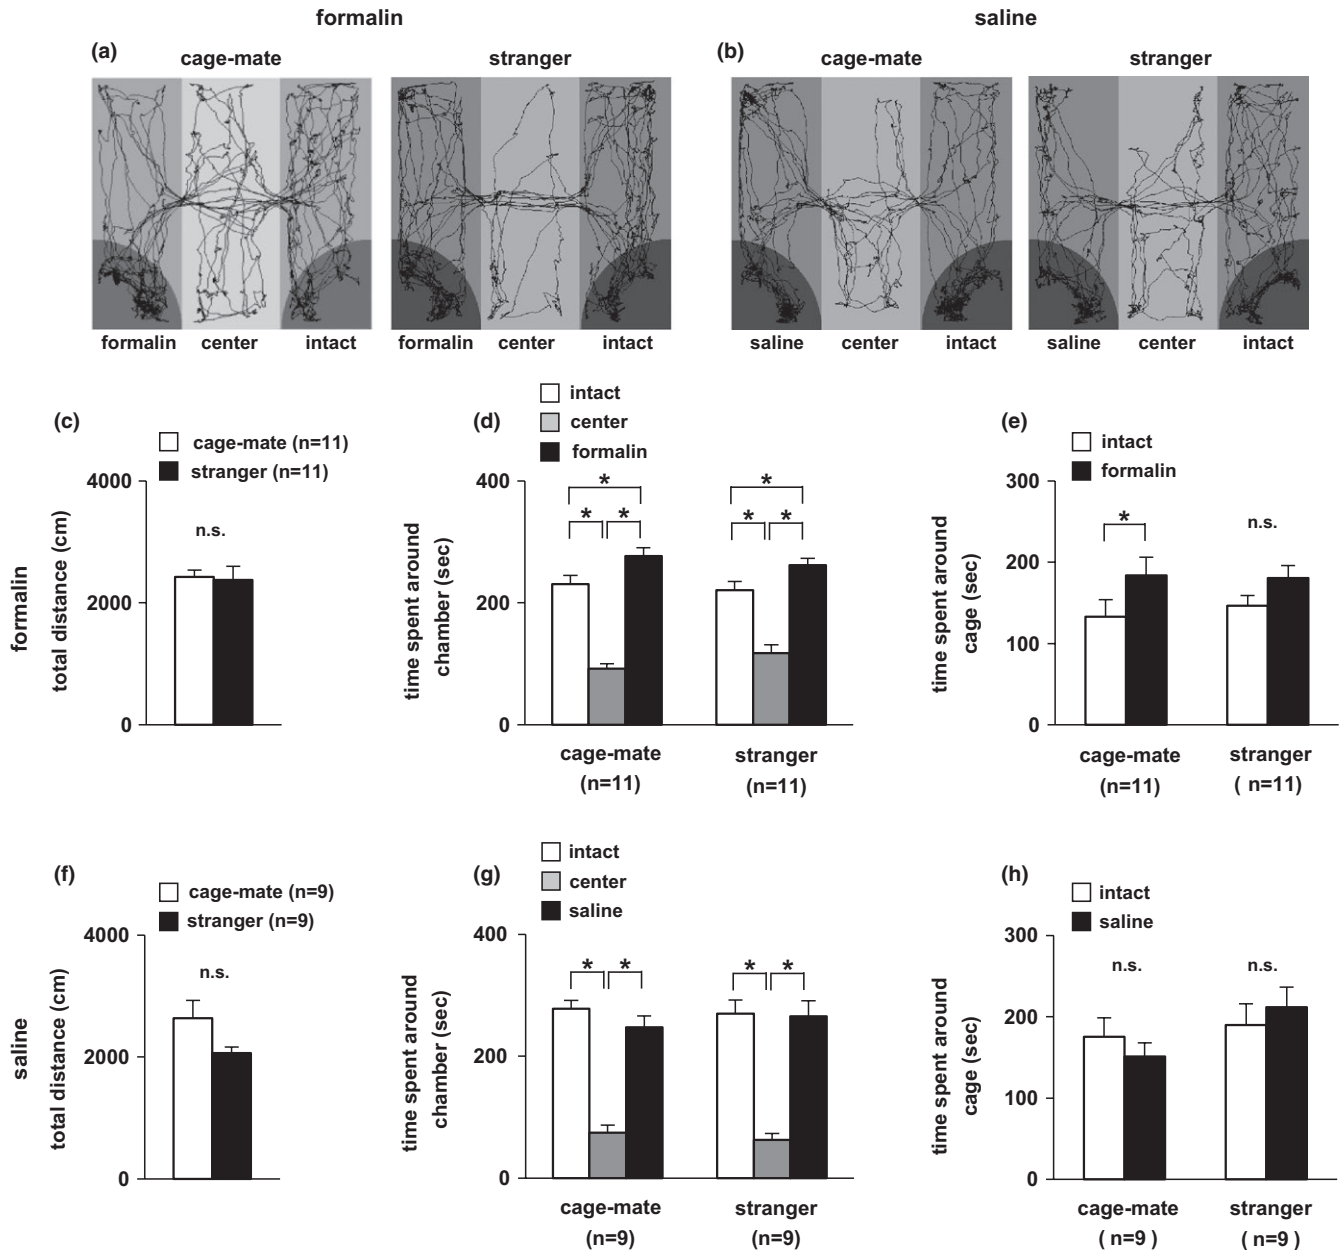 formalin
saline
(a)
cage-mate
stranger
(b)
cage-mate
stranger
formalin center intact
formalin center intact
saline center intact
saline center intact
formalin
(c)
cage-mate (n=11)
stranger (n=11)
total distance (cm)
4000
2000
0
n.s.
(d)
intact
center
formalin
time spent around
chamber (sec)
400
200
0
* * *
* * *
cage-mate
(n=11)
stranger
(n=11)
(e)
intact
formalin
time spent around
cage (sec)
300
200
100
0
*
n.s.
cage-mate
(n=11)
stranger
( n=11)
saline
(f)
cage-mate (n=9)
stranger (n=9)
total distance (cm)
4000
2000
0
n.s.
(g)
intact
center
saline
time spent around
chamber (sec)
400
200
0
* *
* *
cage-mate
(n=9)
stranger
(n=9)
(h)
intact
saline
time spent around
cage (sec)
300
200
100
0
n.s.
n.s.
cage-mate
( n=9 )
stranger
( n=9 )